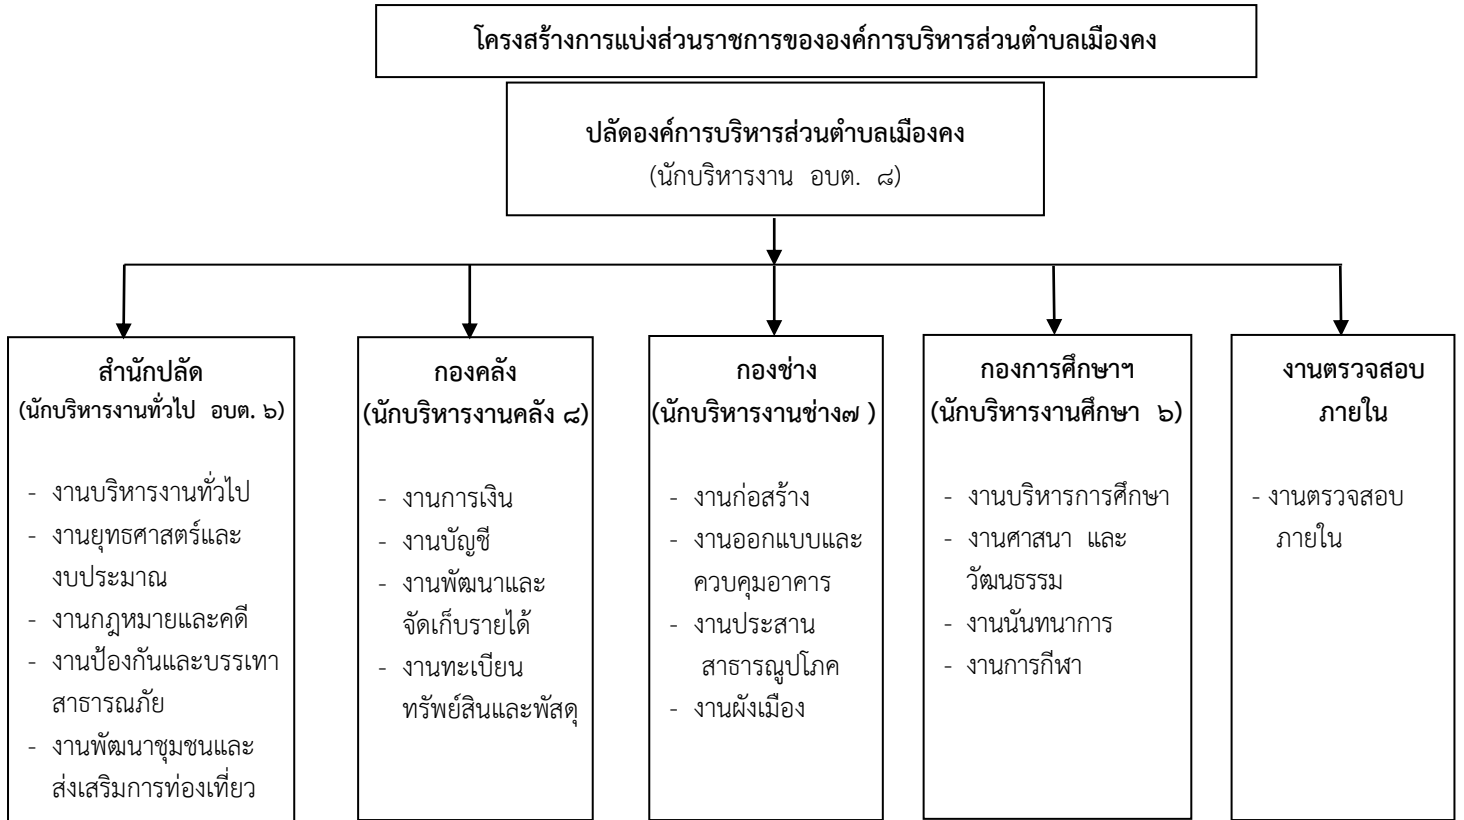 โครงสร้างการแบ่งส่วนราชการขององค์การบริหารส่วนตำบลเมืองคง
ปลัดองค์การบริหารส่วนตำบลเมืองคง
(นักบริหารงาน อบต. ๘)
สำนักปลัด
(นักบริหารงานทั่วไป อบต. ๖)
- งานบริหารงานทั่วไป
- งานยุทธศาสตร์และ
งบประมาณ
- งานกฎหมายและคดี
- งานป้องกันและบรรเทา
สาธารณภัย
- งานพัฒนาชุมชนและ
ส่งเสริมการท่องเที่ยว
กองคลัง
(นักบริหารงานคลัง ๘)
- งานการเงิน
- งานบัญชี
- งานพัฒนาและ
จัดเก็บรายได้
- งานทะเบียน
ทรัพย์สินและพัสดุ
กองช่าง
(นักบริหารงานช่าง๗ )
- งานก่อสร้าง
- งานออกแบบและ
ควบคุมอาคาร
- งานประสาน
สาธารณูปโภค
- งานผังเมือง
กองการศึกษาฯ
(นักบริหารงานศึกษา ๖)
- งานบริหารการศึกษา
- งานศาสนา และ
วัฒนธรรม
- งานนันทนาการ
- งานการกีฬา
งานตรวจสอบ
ภายใน
- งานตรวจสอบ
ภายใน